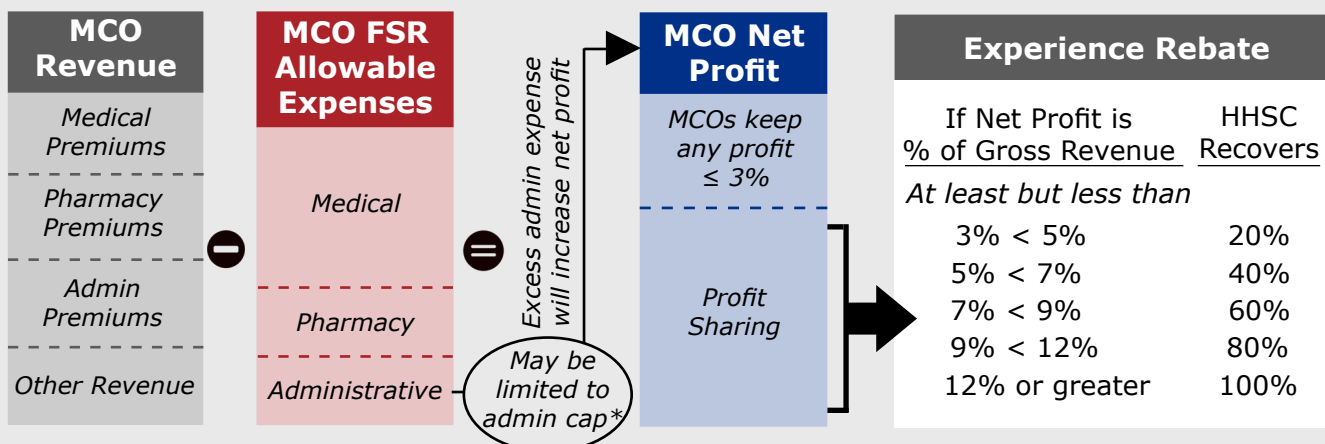 MCO
Revenue
Medical
Premiums
Pharmacy
Premiums
Admin
Premiums
Other Revenue
MCO FSR
Allowable
Expenses
Medical
Pharmacy
Administrative
May be
limited to
admin cap*
Excess admin expense
will increase net profit
MCO Net
Profit
MCOs keep
any profit
≤ 3%
Profit
Sharing
Experience Rebate
If Net Profit is
% of Gross Revenue
HHSC
Recovers
At least but less than
3% < 5% 20%
5% < 7% 40%
7% < 9% 60%
9% < 12% 80%
12% or greater 100%